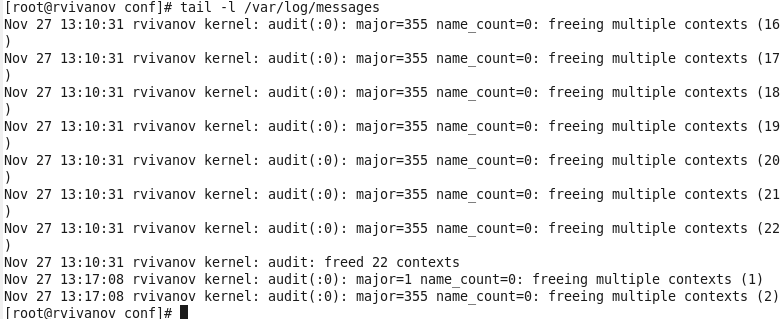 [root@rvivanov conf]# tail -l /var/log/messages
Nov 27 13:10:31 rvivanov kernel: audit(:0): major=355 name_count=0: freeing multiple contexts (16
)
Nov 27 13:10:31 rvivanov kernel: audit(:0): major=355 name_count=0: freeing multiple contexts (17
)
Nov 27 13:10:31 rvivanov kernel: audit(:0): major=355 name_count=0: freeing multiple contexts (18
)
Nov 27 13:10:31 rvivanov kernel: audit(:0): major=355 name_count=0: freeing multiple contexts (19
)
Nov 27 13:10:31 rvivanov kernel: audit(:0): major=355 name_count=0: freeing multiple contexts (20
)
Nov 27 13:10:31 rvivanov kernel: audit(:0): major=355 name_count=0: freeing multiple contexts (21
)
Nov 27 13:10:31 rvivanov kernel: audit(:0): major=355 name_count=0: freeing multiple contexts (22
)
Nov 27 13:10:31 rvivanov kernel: audit: freed 22 contexts
Nov 27 13:17:08 rvivanov kernel: audit(:0): major=1 name_count=0: freeing multiple contexts (1)
Nov 27 13:17:08 rvivanov kernel: audit(:0): major=355 name_count=0: freeing multiple contexts (2)
[root@rvivanov conf]#